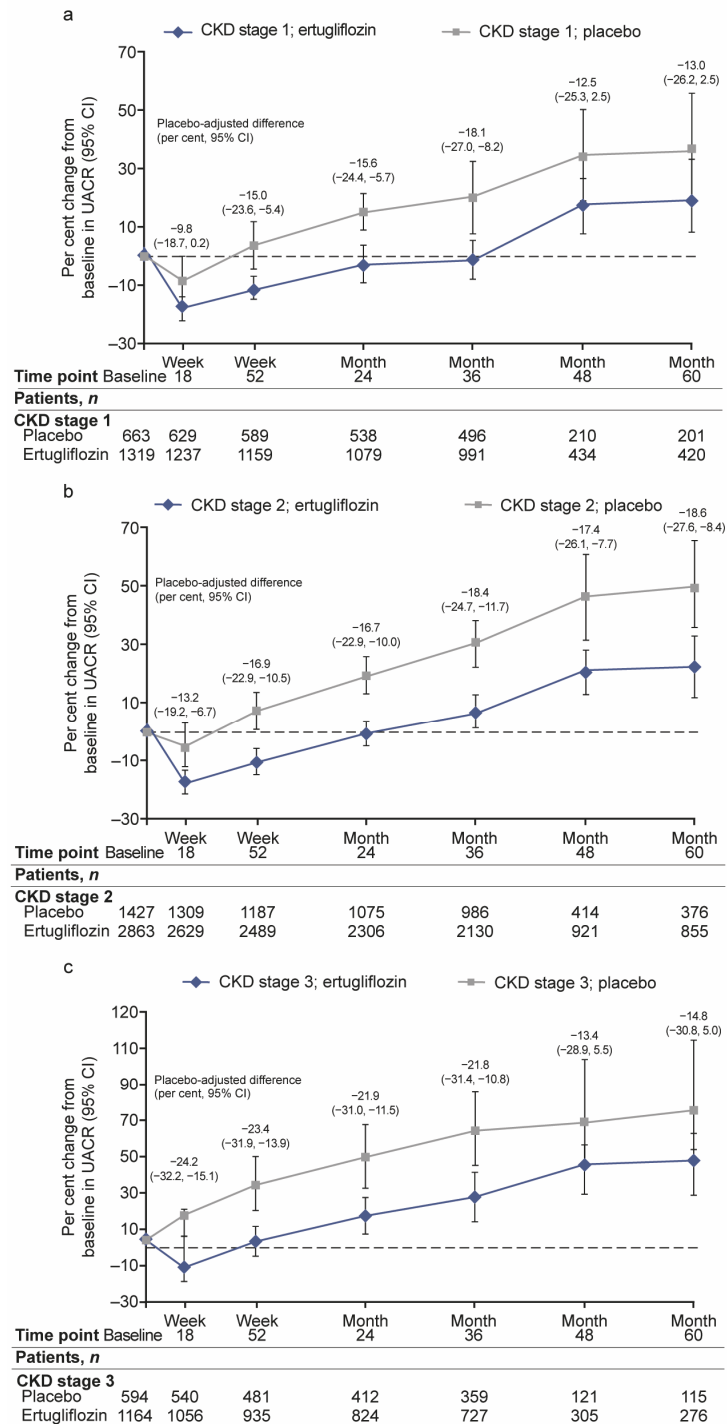 a
CKD stage 1; ertugliflozin CKD stage 1; placebo
Per cent change from
baseline in UACR (95% CI)
70
50
30
10
–10
–30
Placebo-adjusted difference
(per cent, 95% CI)
−9.8
(−18.7, 0.2)
−15.0
(−23.6, −5.4)
−15.6
(−24.4, −5.7)
−18.1
(−27.0, −8.2)
−12.5
(−25.3, 2.5)
−13.0
(−26.2, 2.5)
Week Week Month Month Month Month
Time point Baseline 18 52 24 36 48 60
Patients, n
CKD stage 1
Placebo 663 629 589 538 496 210 201
Ertugliflozin 1319 1237 1159 1079 991 434 420
b
CKD stage 2; ertugliflozin CKD stage 2; placebo
Per cent change from
baseline in UACR (95% CI)
70
50
30
10
–10
–30
Placebo-adjusted difference
(per cent, 95% CI)
−13.2
(−19.2, −6.7)
−16.9
(−22.9, −10.5)
−16.7
(−22.9, −10.0)
−18.4
(−24.7, −11.7)
−17.4
(−26.1, −7.7)
−18.6
(−27.6, −8.4)
Week Week Month Month Month Month
Time point Baseline 18 52 24 36 48 60
Patients, n
CKD stage 2
Placebo 1427 1309 1187 1075 986 414 376
Ertugliflozin 2863 2629 2489 2306 2130 921 855
c
CKD stage 3; ertugliflozin CKD stage 3; placebo
Per cent change from
baseline in UACR (95% CI)
120
110
90
70
50
30
10
–10
–30
Placebo-adjusted difference
(per cent, 95% CI)
−24.2
(−32.2, −15.1)
−23.4
(−31.9, −13.9)
−21.9
(−31.0, −11.5)
−21.8
(−31.4, −10.8)
−13.4
(−28.9, 5.5)
−14.8
(−30.8, 5.0)
Week Week Month Month Month Month
Time point Baseline 18 52 24 36 48 60
Patients, n
CKD stage 3
Placebo 594 540 481 412 359 121 115
Ertugliflozin 1164 1056 935 824 727 305 276